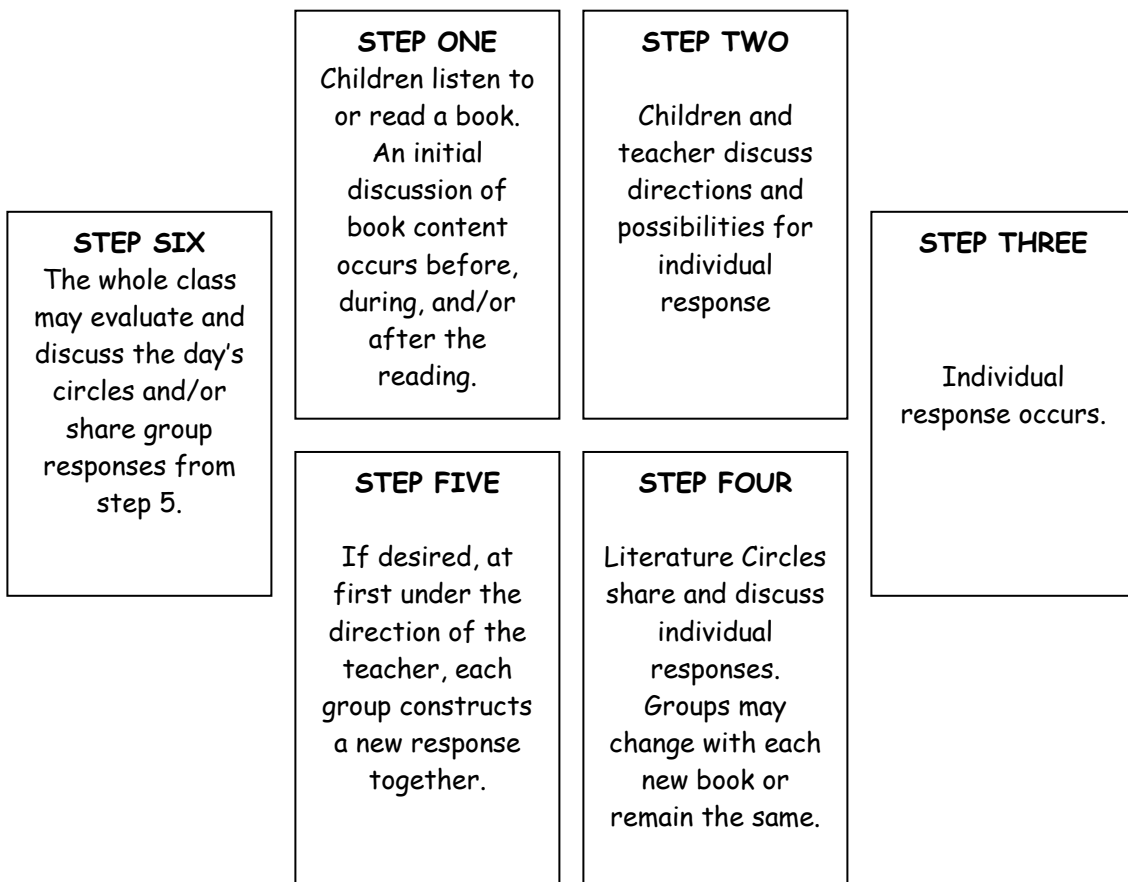 STEP ONE
Children listen to
or read a book.
An initial
discussion of
book content
occurs before,
during, and/or
after the
reading.
STEP TWO
Children and
teacher discuss
directions and
possibilities for
individual
response
STEP THREE
Individual
response occurs.
STEP FOUR
Literature Circles
share and discuss
individual
responses.
Groups may
change with each
new book or
remain the same.
STEP FIVE
If desired, at
first under the
direction of the
teacher, each
group constructs
a new response
together.
STEP SIX
The whole class
may evaluate and
discuss the day's
circles and/or
share group
responses from
step 5.